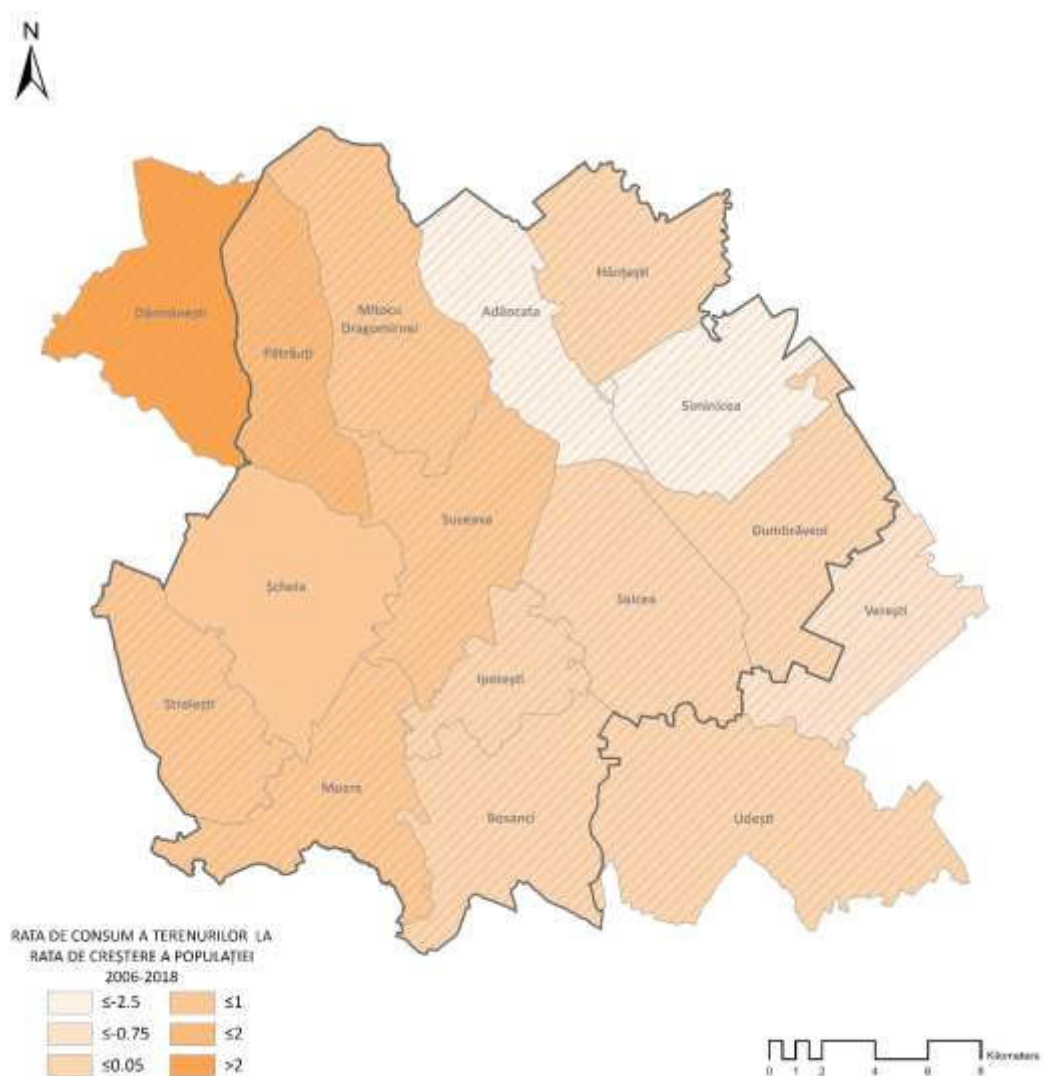 N
Dărmănești
Pătrăuți
Mitocu
Dragomirnei
Adâncata
Hănțești
Siminicea
Suceava
Dumbrăveni
Șcheia
Salcea
Verești
Ipotești
Stroiești
Moara
Bosanci
Udești
RATA DE CONSUM A TERENURILOR LA
RATA DE CREȘTERE A POPULAȚIEI
2006-2018
≤-2.5 ≤1
≤-0.75 ≤2
≤0.05 >2
Kilometers
0 1 2 4 6 8